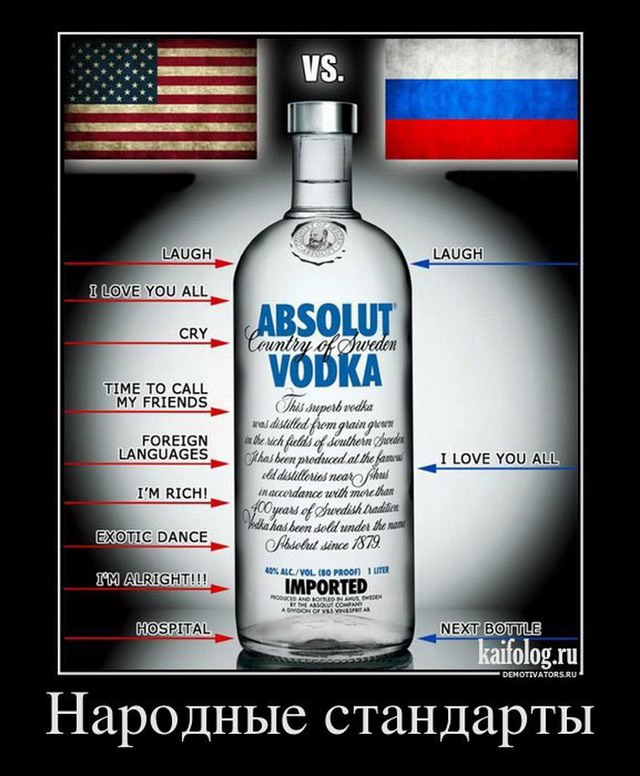 VS.
LAUGH
I LOVE YOU ALL
CRY
TIME TO CALL
MY FRIENDS
FOREIGN
LANGUAGES
I'M RICH!
EXOTIC DANCE
I'M ALRIGHT!!!
HOSPITAL
ABSOLUT
Country of Sweden
VODKA
This superb vodka
was distilled from grain grown
in the rich fields of southern Sweden
It has been produced at the famous
old distilleries near Åhus
in accordance with more than
400 years of Swedish tradition
Vodka has been sold under the name
Absolut since 1879.
40% ALC./VOL. (80 PROOF) 1 LITER
IMPORTED
PRODUCED AND BOTTLED IN AHUS, SWEDEN
BY THE ABSOLUT COMPANY
A DIVISION OF V&S VIN&SPRIT AB
LAUGH
I LOVE YOU ALL
NEXT BOTTLE
kaifolog.ru
DEMOTIVATORS.RU
Народные стандарты